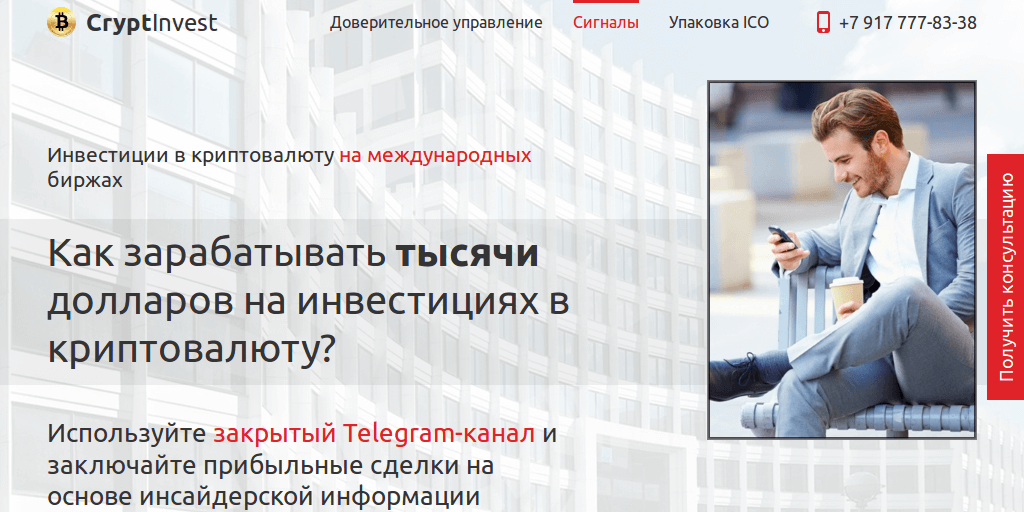 CryptInvest
Доверительное управление
Сигналы
Упаковка ICO
+7 917 777-83-38
Инвестиции в криптовалюту на международных
биржах
Как зарабатывать тысячи
долларов на инвестициях в
криптовалюту?
Используйте закрытый Telegram-канал и
заключайте прибыльные сделки на
основе инсайдерской информации
Получить консультацию